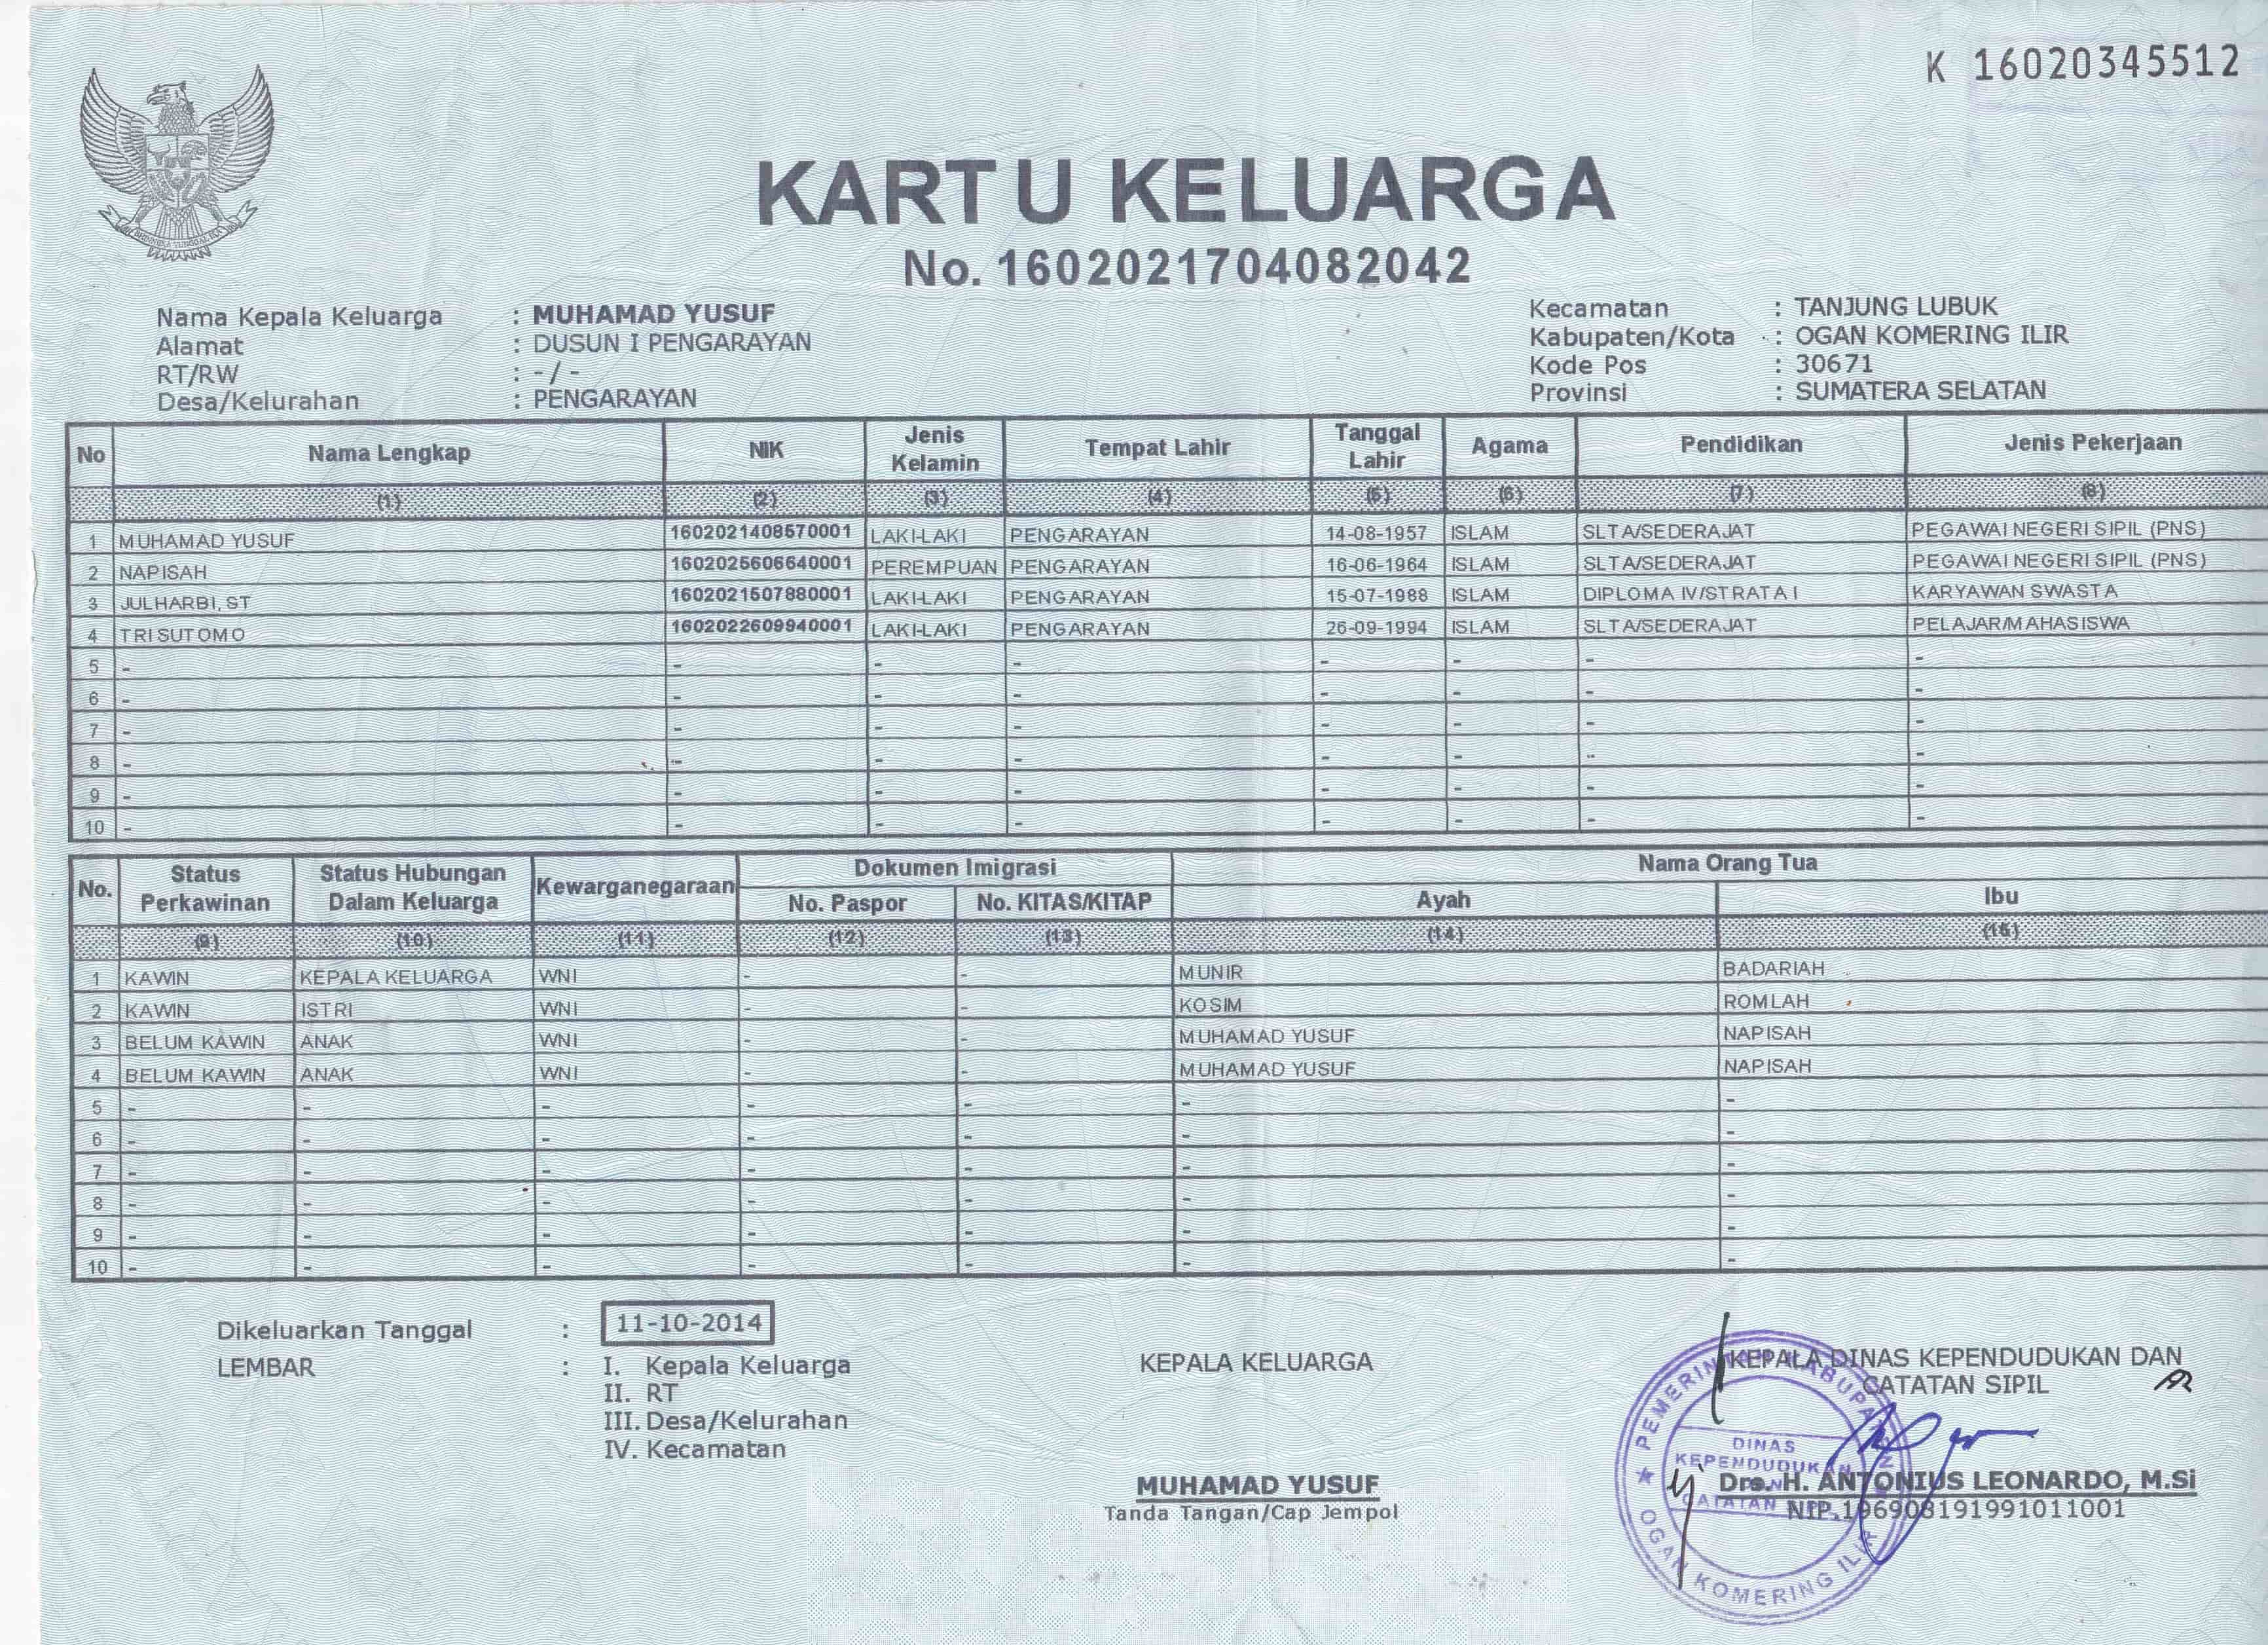 K 16020345512
KARTU KELUARGA
No. 1602021704082042
Nama Kepala Keluarga : MUHAMAD YUSUF
Alamat : DUSUN I PENGARAYAN
RT/RW : - / -
Desa/Kelurahan : PENGARAYAN
Kecamatan : TANJUNG LUBUK
Kabupaten/Kota : OGAN KOMERING ILIR
Kode Pos : 30671
Provinsi : SUMATERA SELATAN
No Nama Lengkap NIK Jenis Kelamin Tempat Lahir Tanggal Lahir Agama Pendidikan Jenis Pekerjaan
(1) (2) (3) (4) (5) (6) (7) (8)
1 MUHAMAD YUSUF 1602021408570001 LAKI-LAKI PENGARAYAN 14-08-1957 ISLAM SLTA/SEDERAJAT PEGAWAI NEGERI SIPIL (PNS)
2 NAPISAH 1602025606640001 PEREMPUAN PENGARAYAN 16-06-1964 ISLAM SLTA/SEDERAJAT PEGAWAI NEGERI SIPIL (PNS)
3 JULHARBI, ST 1602021507880001 LAKI-LAKI PENGARAYAN 15-07-1988 ISLAM DIPLOMA IV/STRATA I KARYAWAN SWASTA
4 TRI SUTOMO 1602022609940001 LAKI-LAKI PENGARAYAN 26-09-1994 ISLAM SLTA/SEDERAJAT PELAJAR/MAHASISWA
5 - - - - - - - -
6 - - - - - - - -
7 - - - - - - - -
8 - - - - - - - -
9 - - - - - - - -
10 - - - - - - - -
No. Status Perkawinan Status Hubungan Dalam Keluarga Kewarganegaraan Dokumen Imigrasi Nama Orang Tua
No. Paspor No. KITAS/KITAP Ayah Ibu
(9) (10) (11) (12) (13) (14) (15)
1 KAWIN KEPALA KELUARGA WNI - - MUNIR BADARIAH
2 KAWIN ISTRI WNI - - KOSIM ROMLAH
3 BELUM KAWIN ANAK WNI - - MUHAMAD YUSUF NAPISAH
4 BELUM KAWIN ANAK WNI - - MUHAMAD YUSUF NAPISAH
5 - - - - - - -
6 - - - - - - -
7 - - - - - - -
8 - - - - - - -
9 - - - - - - -
10 - - - - - - -
Dikeluarkan Tanggal : 11-10-2014
LEMBAR : I. Kepala Keluarga
II. RT
III. Desa/Kelurahan
IV. Kecamatan
KEPALA KELUARGA
MUHAMAD YUSUF
Tanda Tangan/Cap Jempol
KEPALA DINAS KEPENDUDUKAN DAN
CATATAN SIPIL
Drs. H. ANTONIUS LEONARDO, M.Si
NIP.196908191991011001
PEMERINTAH KABUPATEN
DINAS
KEPENDUDUKAN
CATATAN SIPIL
OGAN KOMERING ILIR